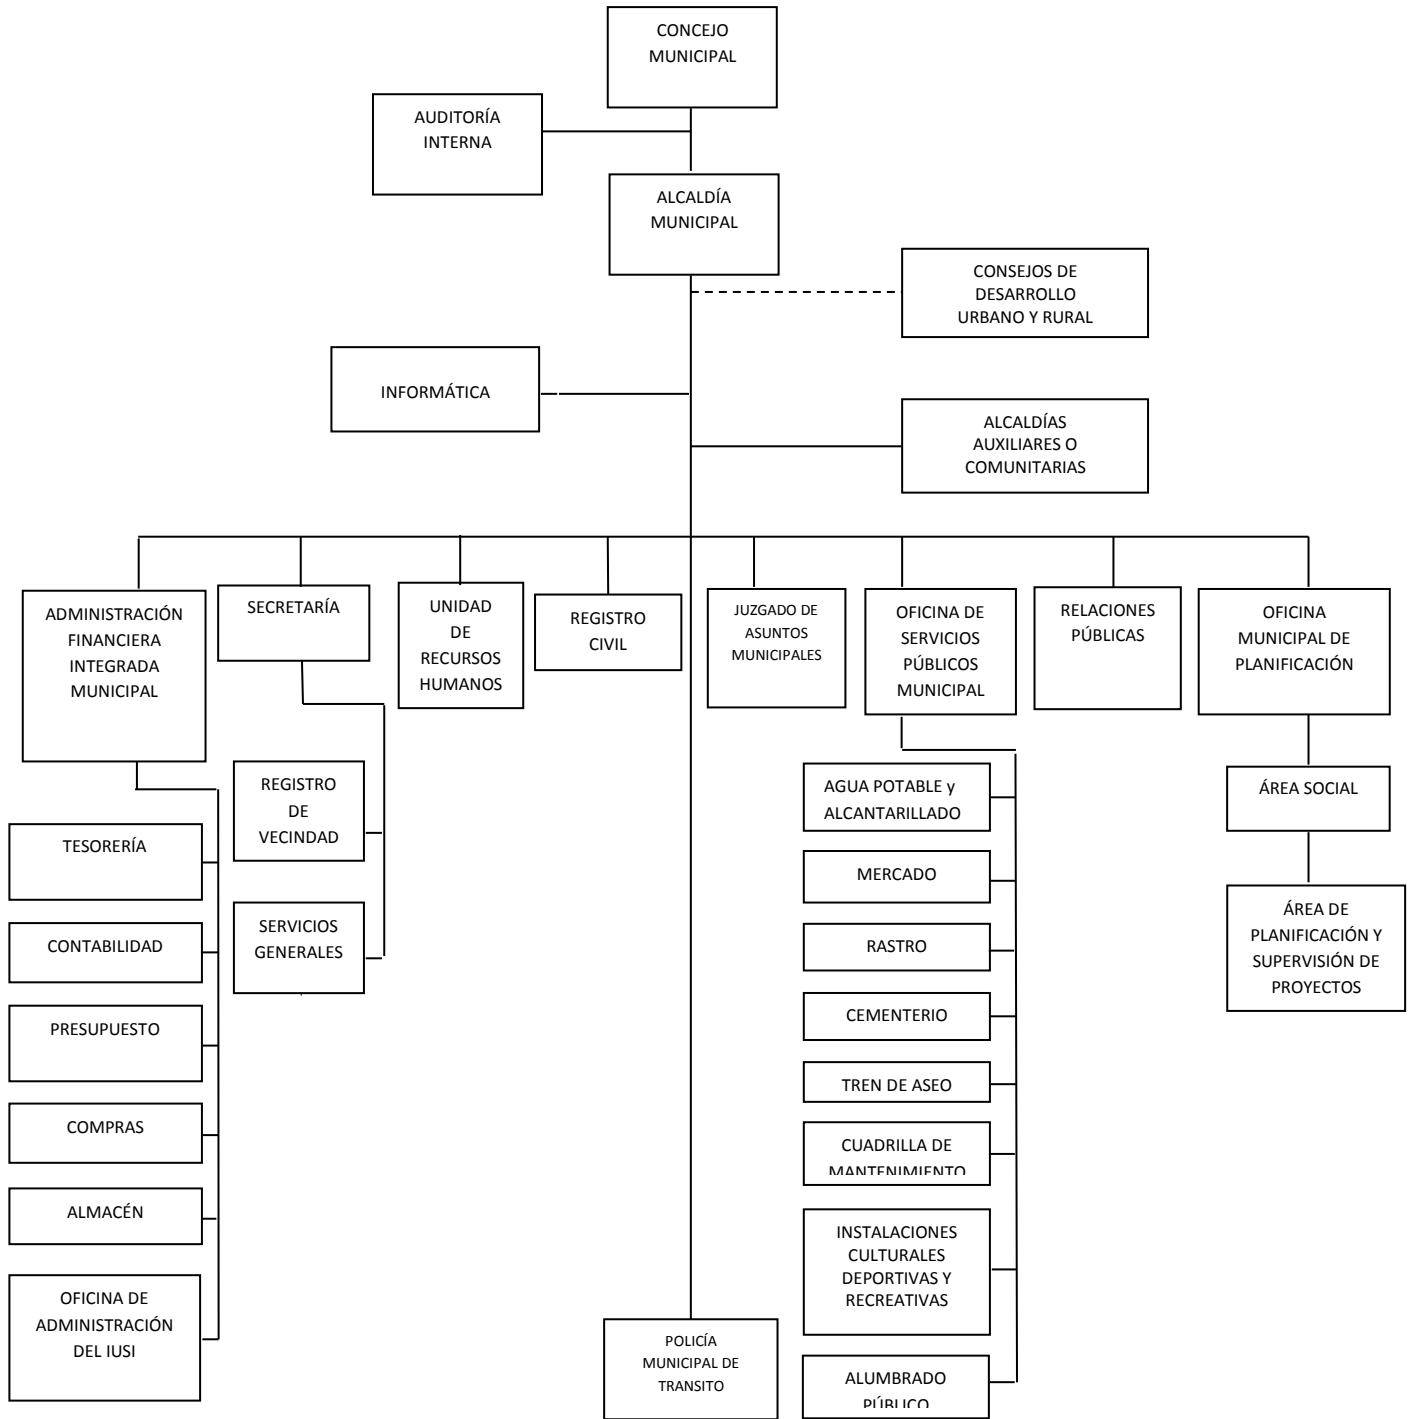 CONCEJO
MUNICIPAL
AUDITORÍA
INTERNA
ALCALDÍA
MUNICIPAL
CONSEJOS DE
DESARROLLO
URBANO Y RURAL
INFORMÁTICA
ALCALDÍAS
AUXILIARES O
COMUNITARIAS
ADMINISTRACIÓN
FINANCIERA
INTEGRADA
MUNICIPAL
SECRETARÍA
UNIDAD
DE
RECURSOS
HUMANOS
REGISTRO
CIVIL
JUZGADO DE
ASUNTOS
MUNICIPALES
OFICINA DE
SERVICIOS
PÚBLICOS
MUNICIPAL
RELACIONES
PÚBLICAS
OFICINA
MUNICIPAL DE
PLANIFICACIÓN
TESORERÍA
CONTABILIDAD
PRESUPUESTO
COMPRAS
ALMACÉN
OFICINA DE
ADMINISTRACIÓN
DEL IUSI
REGISTRO
DE
VECINDAD
SERVICIOS
GENERALES
POLICÍA
MUNICIPAL DE
TRANSITO
AGUA POTABLE y
ALCANTARILLADO
MERCADO
RASTRO
CEMENTERIO
TREN DE ASEO
CUADRILLA DE
MANTENIMIENTO
INSTALACIONES
CULTURALES
DEPORTIVAS Y
RECREATIVAS
ALUMBRADO
PÚBLICO
ÁREA SOCIAL
ÁREA DE
PLANIFICACIÓN Y
SUPERVISIÓN DE
PROYECTOS